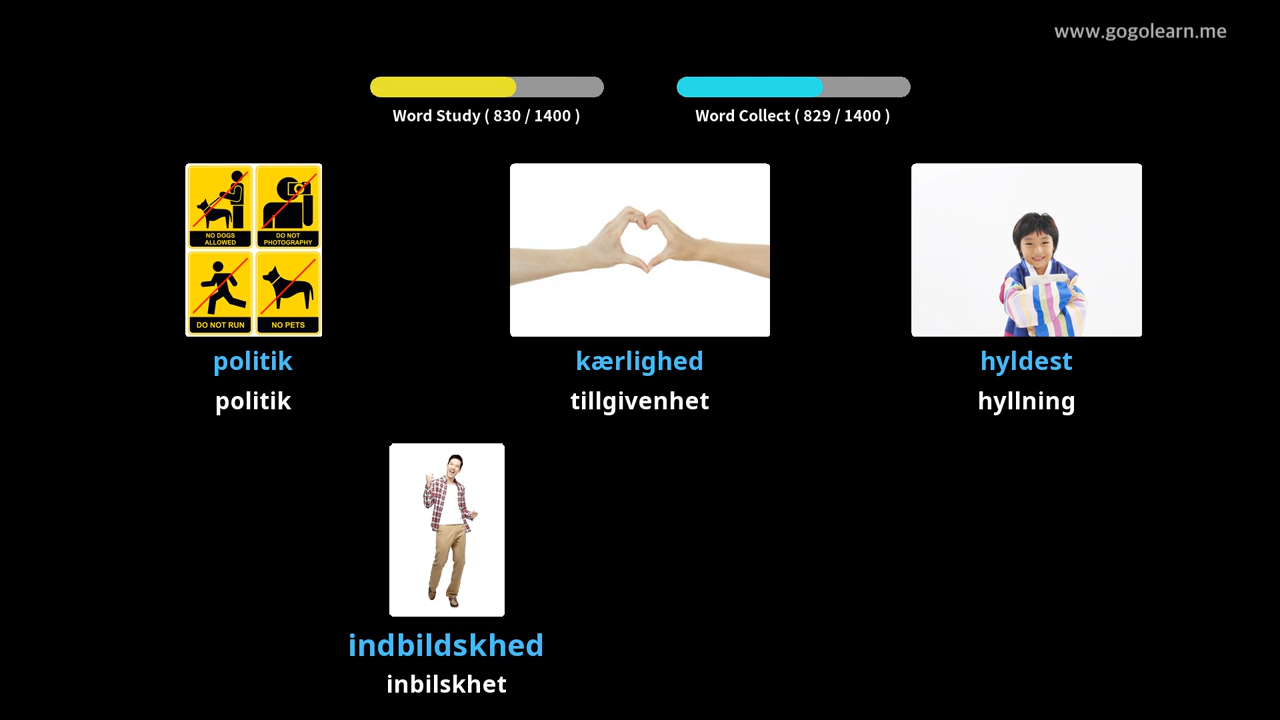 www.gogolearn.me
Word Study ( 830 / 1400 )
Word Collect ( 829 / 1400 )
NO DOGS
ALLOWED
DO NOT
PHOTOGRAPHY
DO NOT RUN
NO PETS
politik
kærlighed
hyldest
politik
tillgivenhet
hyllning
indbildskhed
inbilskhet